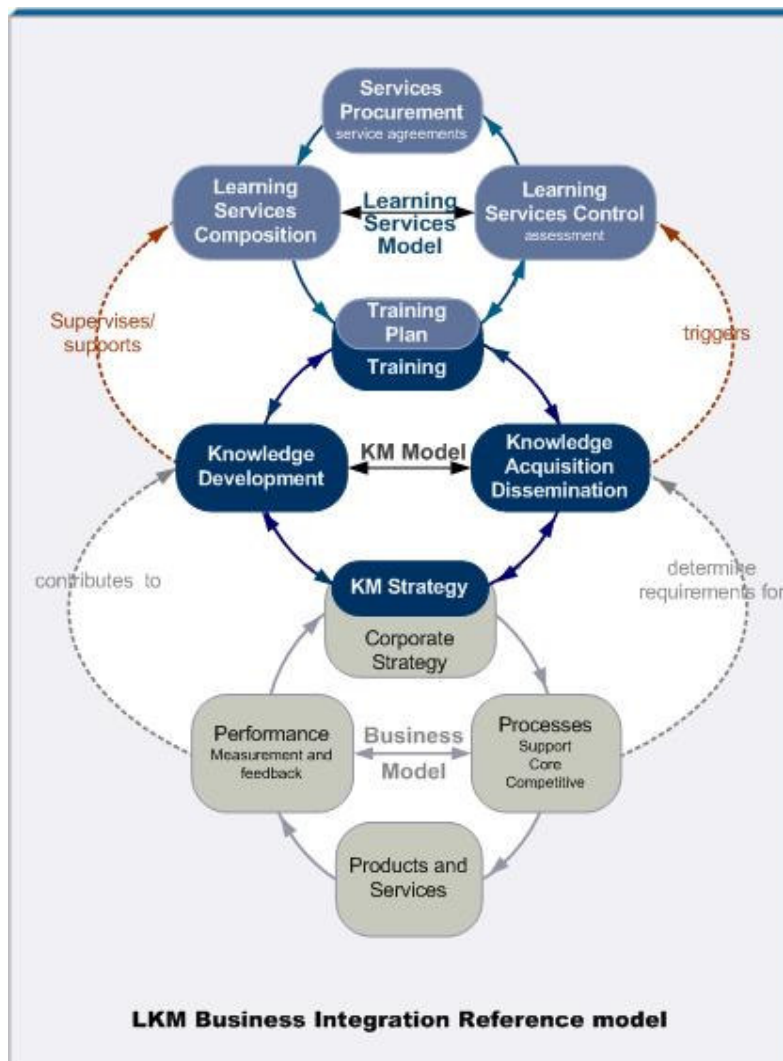 Services
Procurement
service agreements
Learning
Services
Composition
Learning
Services
Model
Learning
Services Control
assessment
Training
Plan
Training
Supervises/
supports
triggers
Knowledge
Development
KM Model
Knowledge
Acquisition
Dissemination
contributes to
KM Strategy
determine
requirements for
Corporate
Strategy
Performance
Measurement and
feedback
Business
Model
Processes
Support
Core
Competitive
Products and
Services
LKM Business Integration Reference model